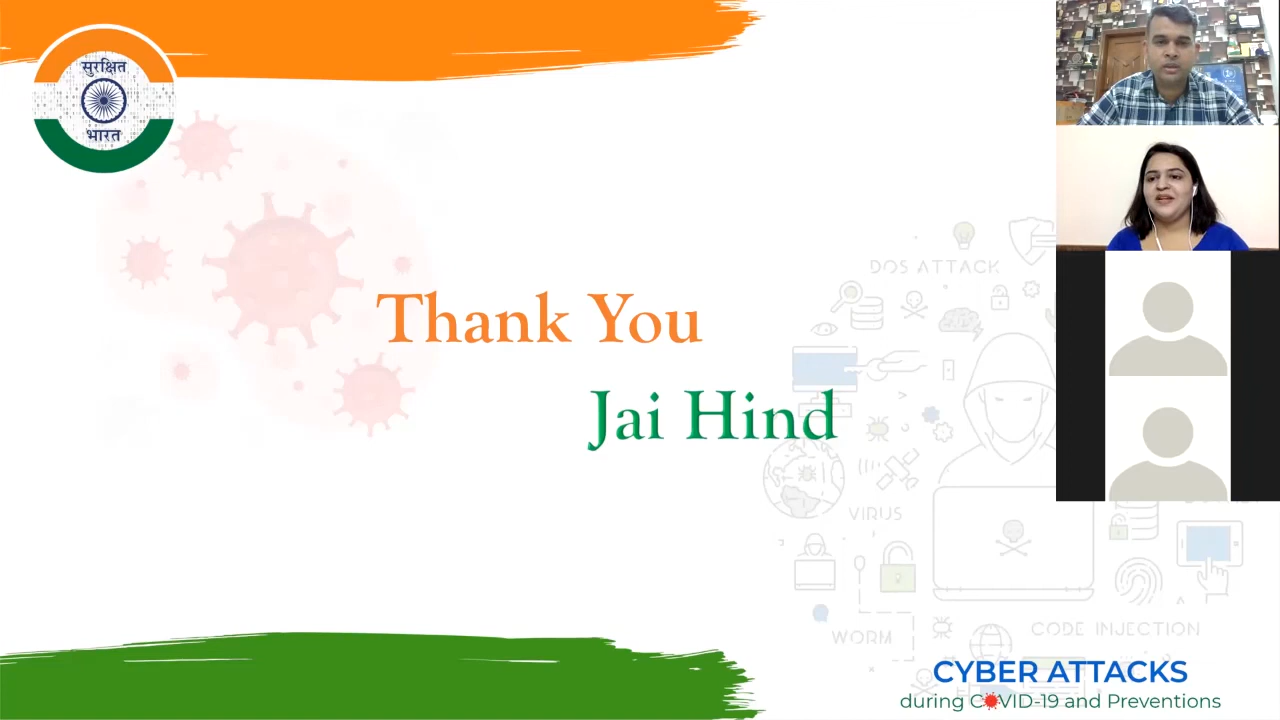 सुरक्षित
भारत
DOS ATTACK
Thank You
Jai Hind
VIRUS
WORM
CODE INJECTION
CYBER ATTACKS
during COVID-19 and Preventions